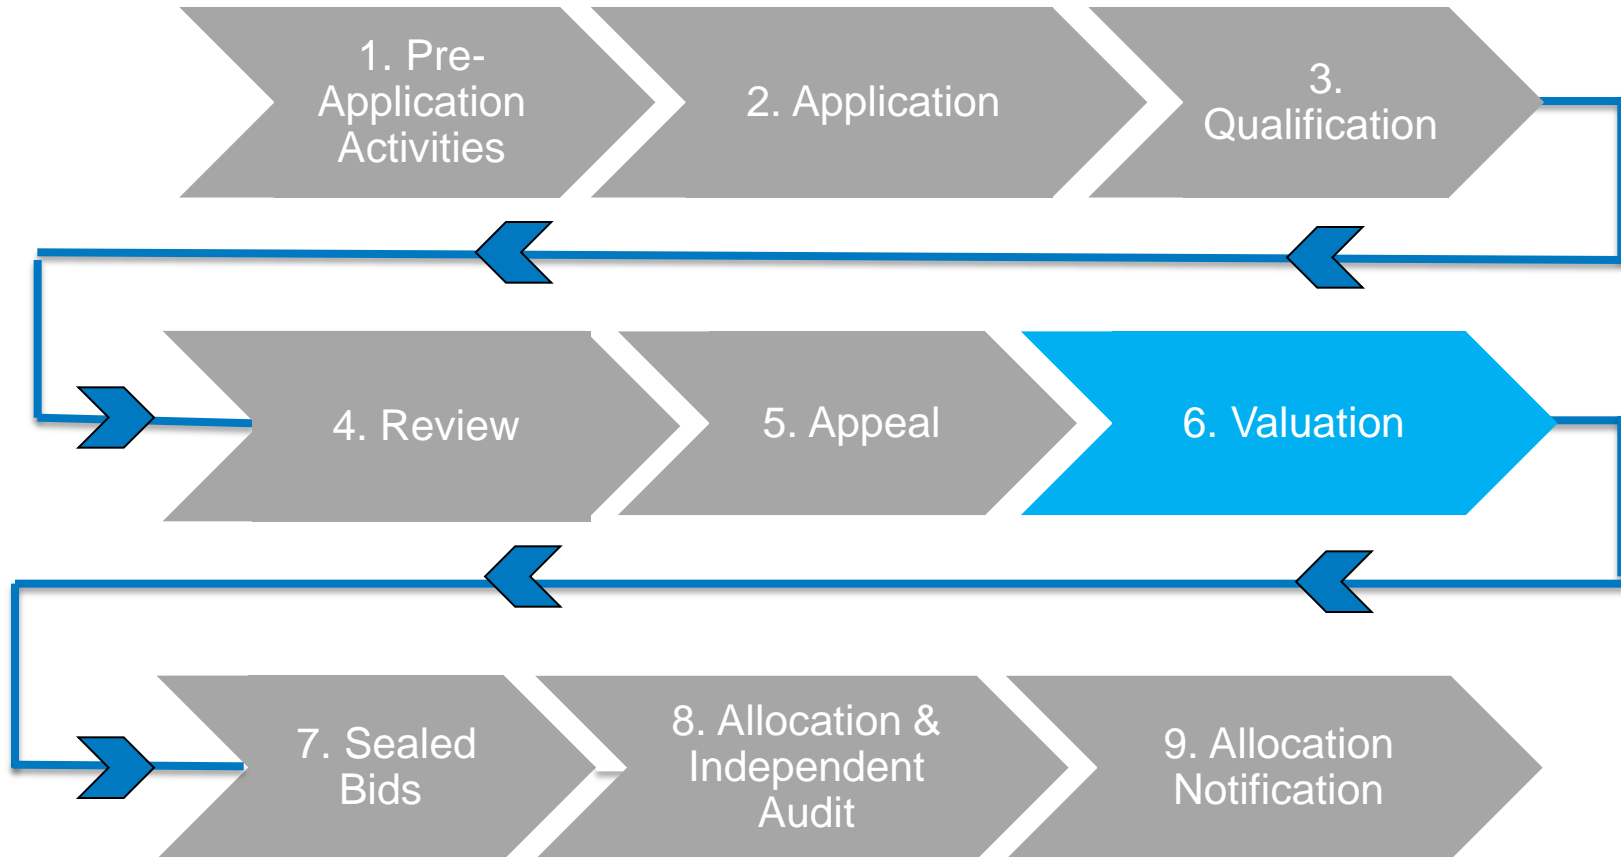 1. Pre-
Application
Activities
2. Application
3.
Qualification
4. Review
5. Appeal
6. Valuation
7. Sealed
Bids
8. Allocation &
Independent
Audit
9. Allocation
Notification